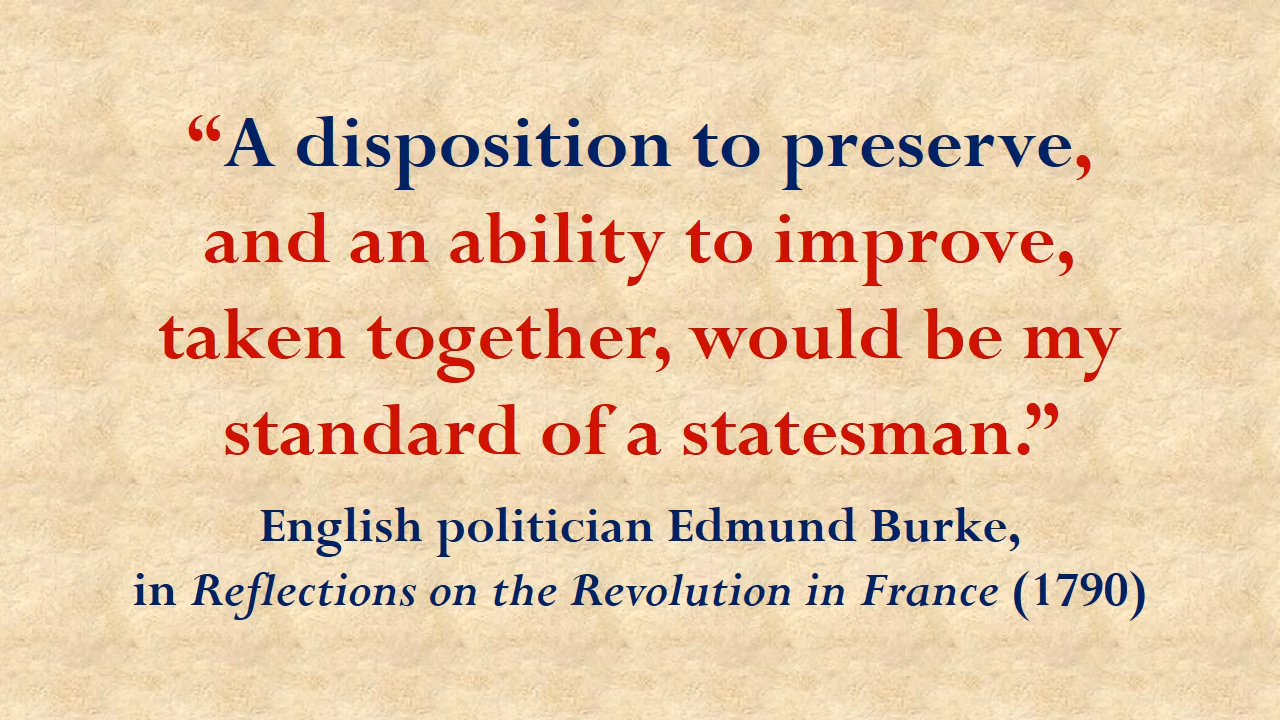 “A disposition to preserve,
and an ability to improve,
taken together, would be my
standard of a statesman.”
English politician Edmund Burke,
in Reflections on the Revolution in France (1790)